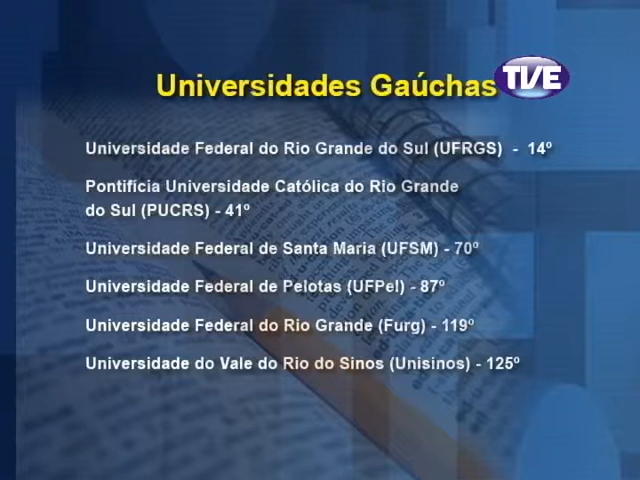 Universidades Gaúchas
TVE
Universidade Federal do Rio Grande do Sul (UFRGS) - 14º
Pontifícia Universidade Católica do Rio Grande
do Sul (PUCRS) - 41º
Universidade Federal de Santa Maria (UFSM) - 70º
Universidade Federal de Pelotas (UFPel) - 87º
Universidade Federal do Rio Grande (Furg) - 119º
Universidade do Vale do Rio do Sinos (Unisinos) - 125º